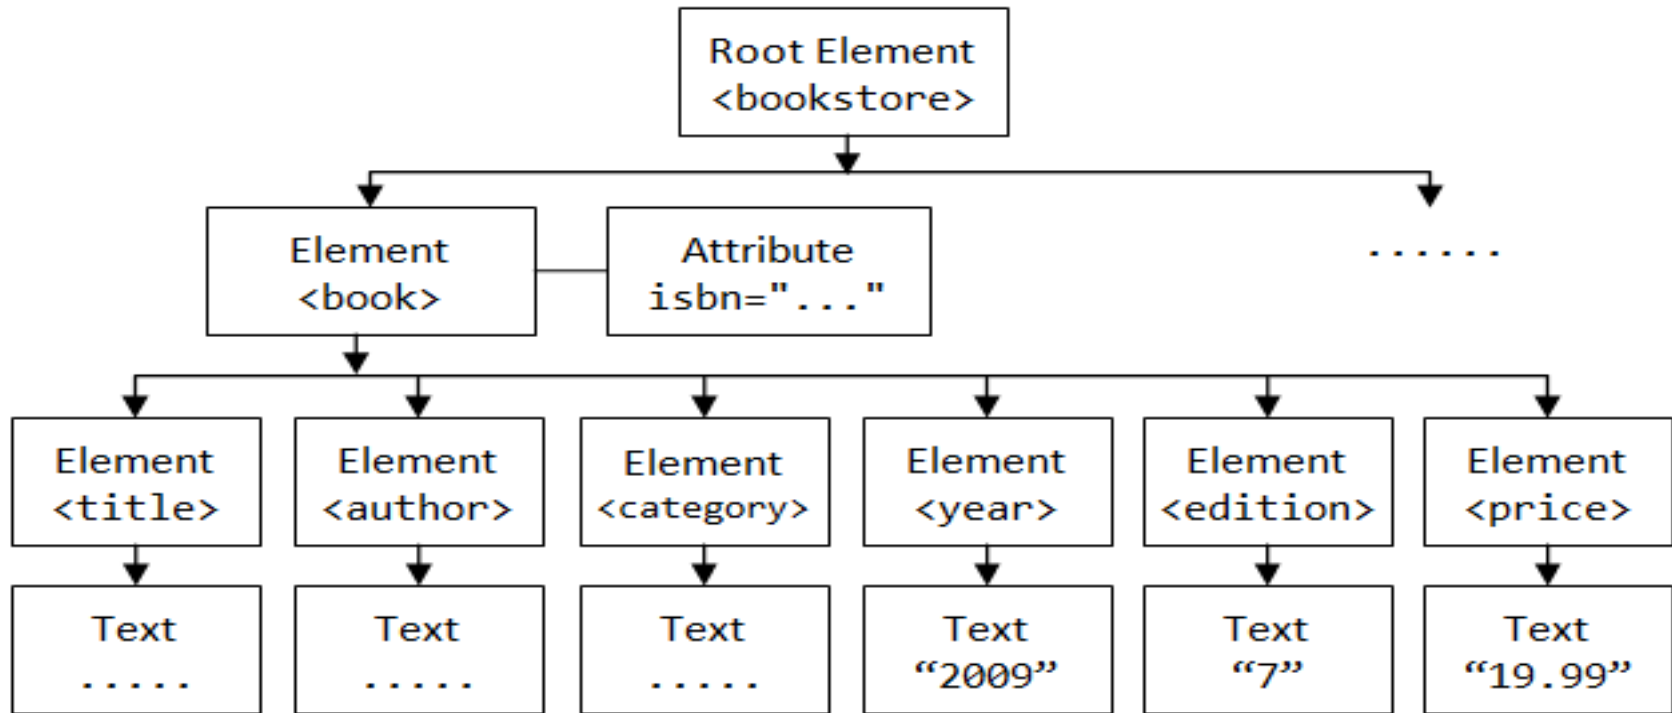 Root Element
<bookstore>
Element
<book>
Attribute
isbn="..."
......
Element
<title>
Element
<author>
Element
<category>
Element
<year>
Element
<edition>
Element
<price>
Text
.....
Text
.....
Text
.....
Text
“2009”
Text
“7”
Text
“19.99”